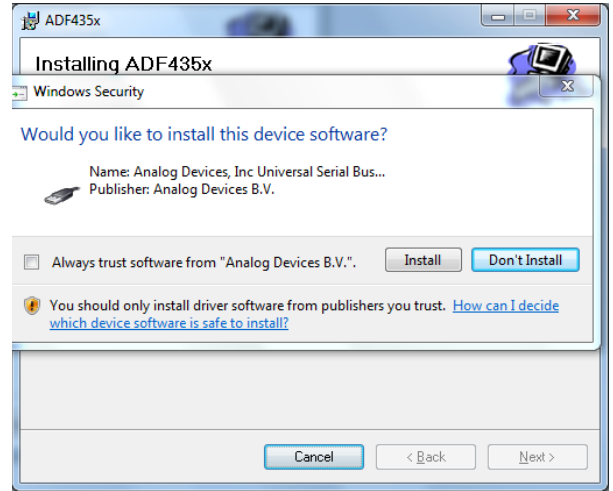 ADF435x
Installing ADF435x
Windows Security
Would you like to install this device software?
Name: Analog Devices, Inc Universal Serial Bus...
Publisher: Analog Devices B.V.
Always trust software from "Analog Devices B.V.".
Install
Don't Install
You should only install driver software from publishers you trust. How can I decide
which device software is safe to install?
Cancel
< Back
Next >